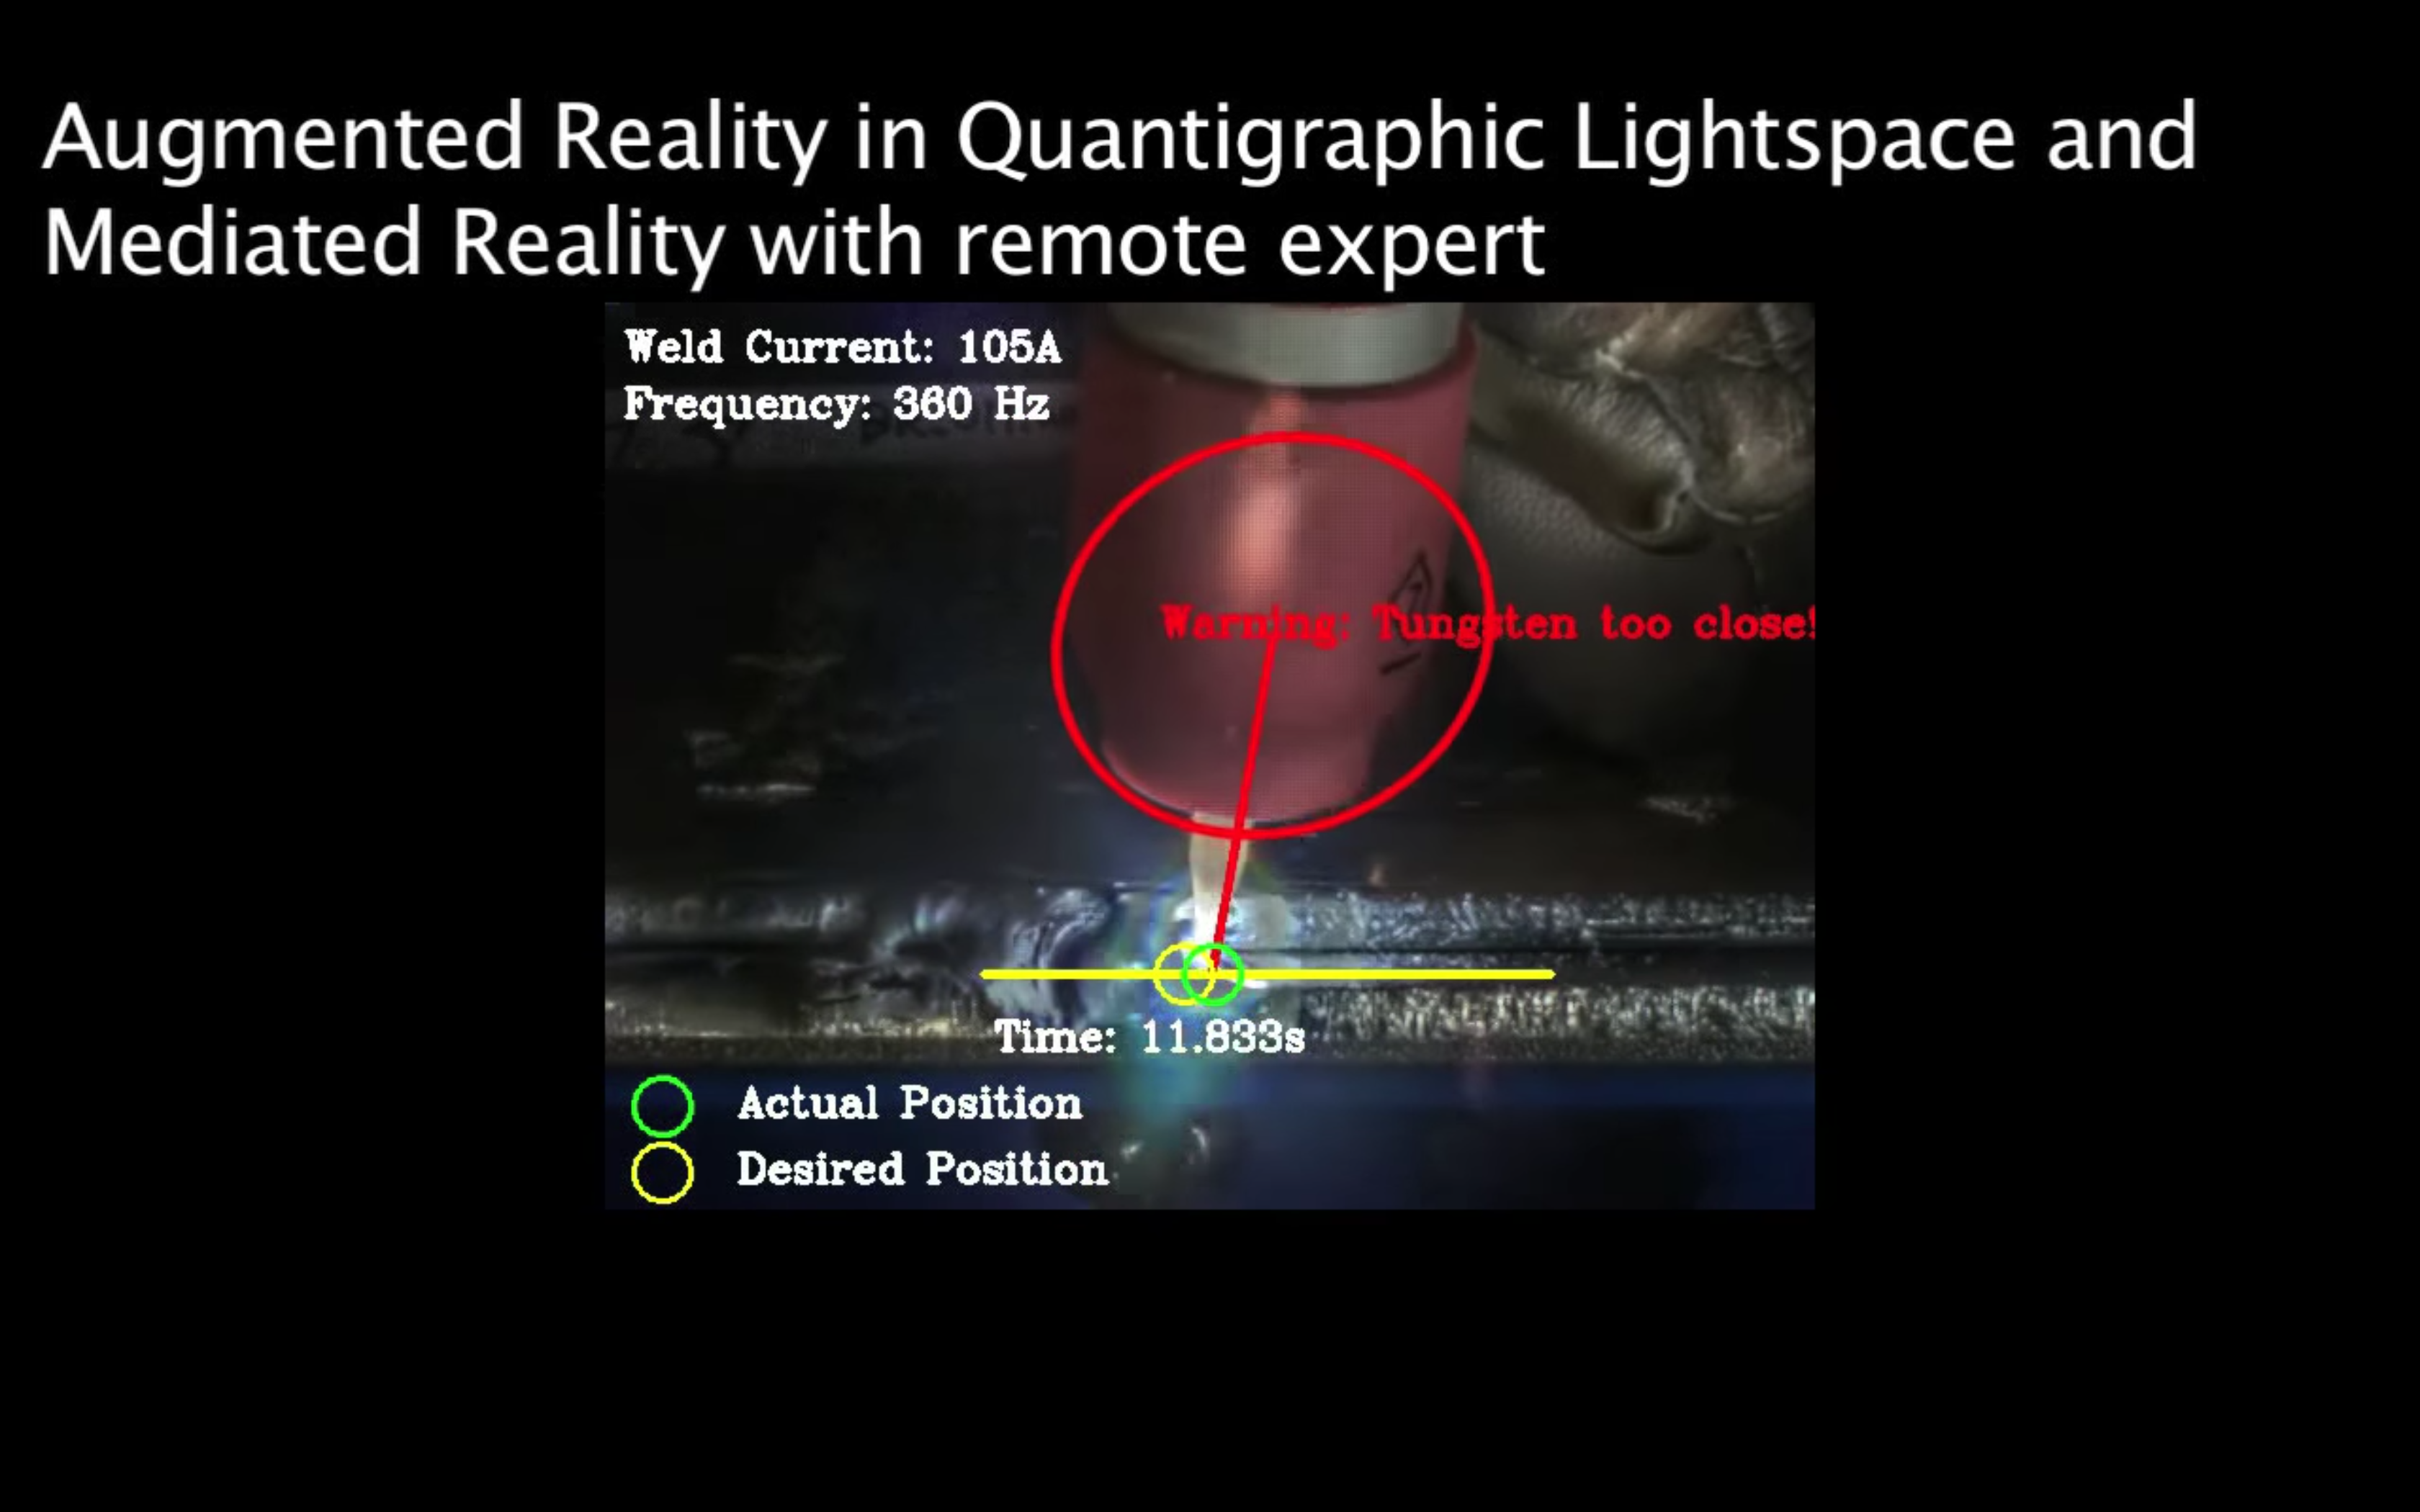 Augmented Reality in Quantigraphic Lightspace and
Mediated Reality with remote expert
Weld Current: 105A
Frequency: 360 Hz
Warning: Tungsten too close!
Time: 11.833s
Actual Position
Desired Position